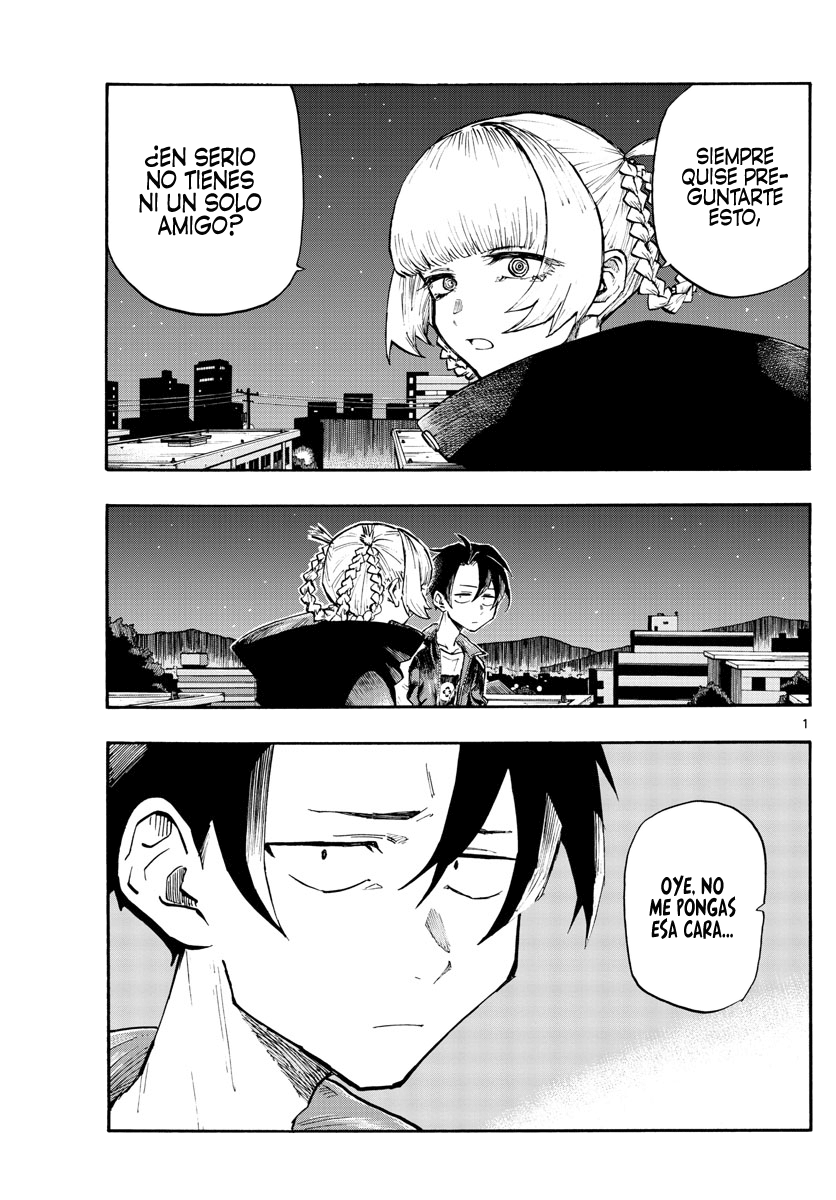 SIEMPRE
QUISE PRE-
GUNTARTE
ESTO,
¿EN SERIO
NO TIENES
NI UN SOLO
AMIGO?
1
OYE, NO
ME PONGAS
ESA CARA...